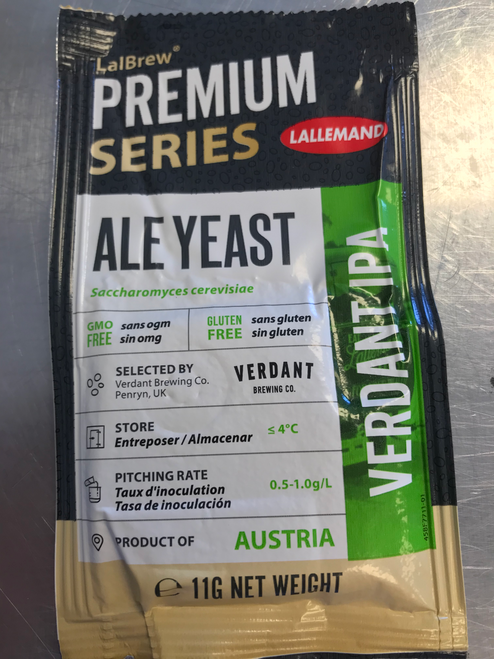 LalBrew®
PREMIUM
SERIES
LALLEMAND
ALE YEAST
Saccharomyces cerevisiae
GMO FREE
sans ogm
sin omg
GLUTEN FREE
sans gluten
sin gluten
SELECTED BY
Verdant Brewing Co.
Penryn, UK
VERDANT
BREWING CO.
STORE
Entreposer / Almacenar
≤ 4°C
PITCHING RATE
Taux d'inoculation
Tasa de inoculación
0.5-1.0g/L
PRODUCT OF
AUSTRIA
℮ 11G NET WEIGHT
VERDANT IPA